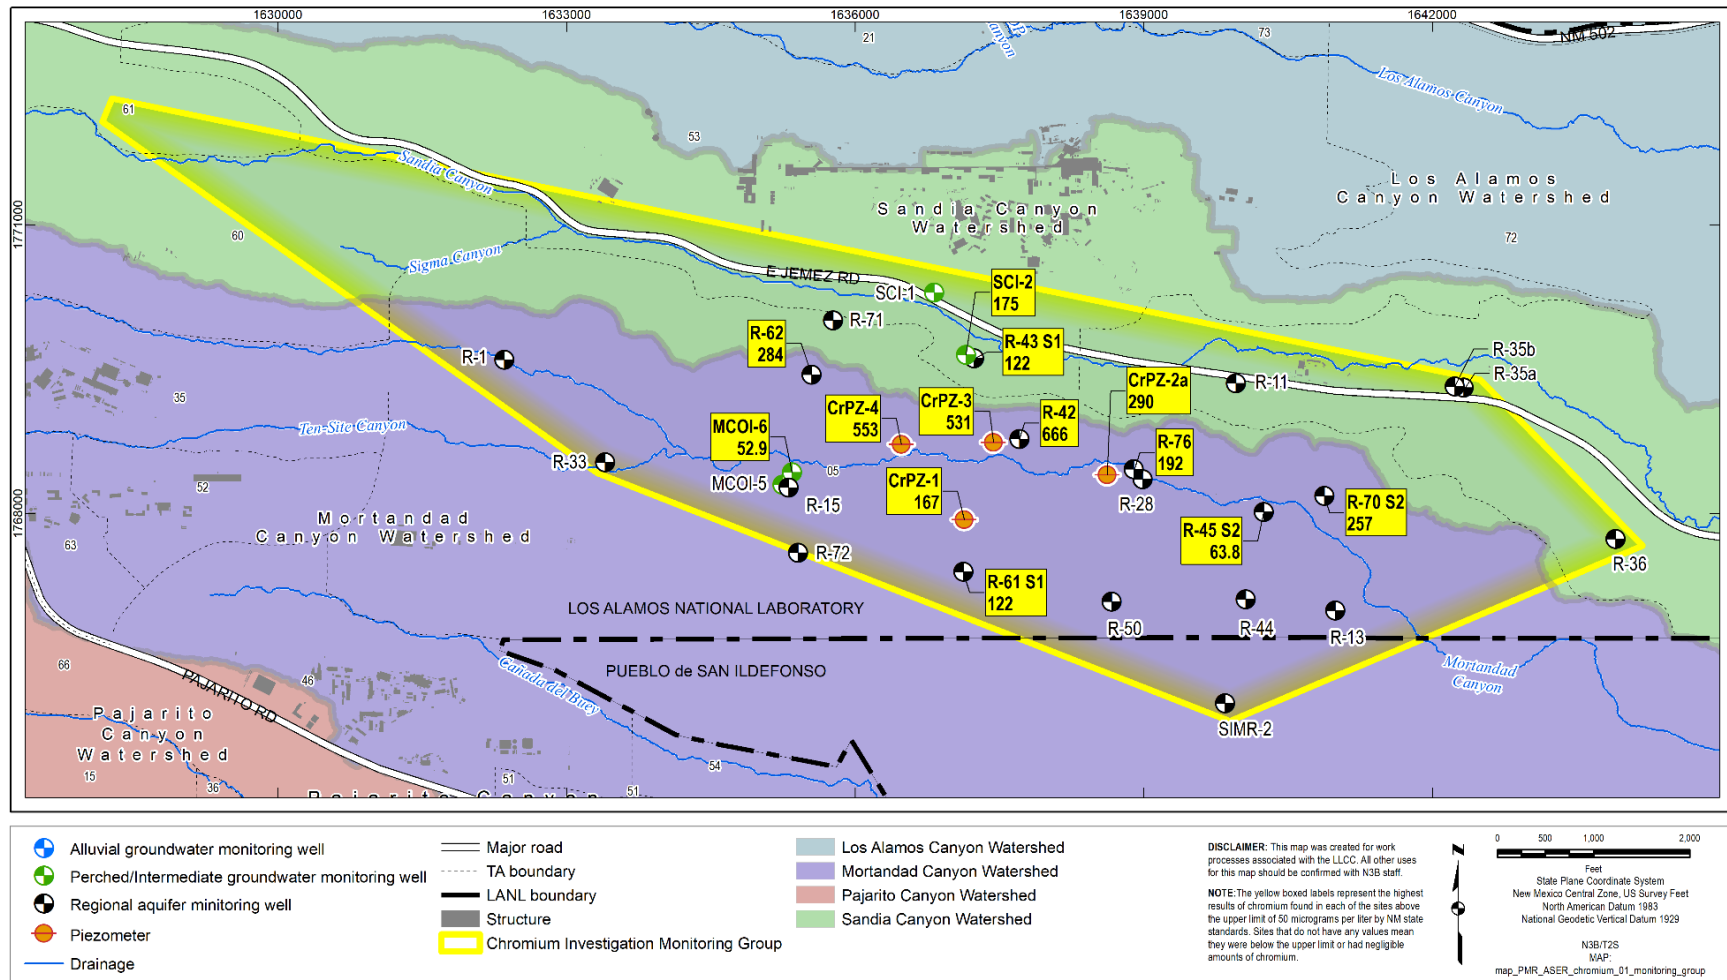 1630000
1633000
1636000
1639000
1642000
1771000
1768000
21
73
NM 502
DP Canyon
Los Alamos Canyon
61
53
Sandia Canyon
Los Alamos
Canyon Watershed
Sandia Canyon
Watershed
60
72
Sigma Canyon
E JEMEZ RD
SCI-1
SCI-2
175
R-71
R-62
284
R-43 S1
122
R-1
R-35b
R-35a
R-11
CrPZ-2a
290
35
CrPZ-4
553
CrPZ-3
531
R-42
666
MCOI-6
52.9
R-76
192
Ten-Site Canyon
R-33
05
MCOI-5
R-15
CrPZ-1
167
R-28
R-70 S2
257
52
R-45 S2
63.8
Mortandad
Canyon Watershed
63
R-72
R-36
R-61 S1
122
LOS ALAMOS NATIONAL LABORATORY
R-50
R-44
R-13
66
46
PUEBLO de SAN ILDEFONSO
Cañada del Buey
Mortandad
Canyon
PAJARITO RD
Pajarito
Canyon
Watershed
SIMR-2
15
36
51
54
51
Pajarito Canyon
Alluvial groundwater monitoring well
Perched/Intermediate groundwater monitoring well
Regional aquifer minitoring well
Piezometer
Drainage
Major road
TA boundary
LANL boundary
Structure
Chromium Investigation Monitoring Group
Los Alamos Canyon Watershed
Mortandad Canyon Watershed
Pajarito Canyon Watershed
Sandia Canyon Watershed
DISCLAIMER: This map was created for work
processes associated with the LLCC. All other uses
for this map should be confirmed with N3B staff.
NOTE: The yellow boxed labels represent the highest
results of chromium found in each of the sites above
the upper limit of 50 micrograms per liter by NM state
standards. Sites that do not have any values mean
they were below the upper limit or had negligible
amounts of chromium.
N
0 500 1,000 2,000
Feet
State Plane Coordinate System
New Mexico Central Zone, US Survey Feet
North American Datum 1983
National Geodetic Vertical Datum 1929
N3B/T2S
MAP:
map_PMR_ASER_chromium_01_monitoring_group